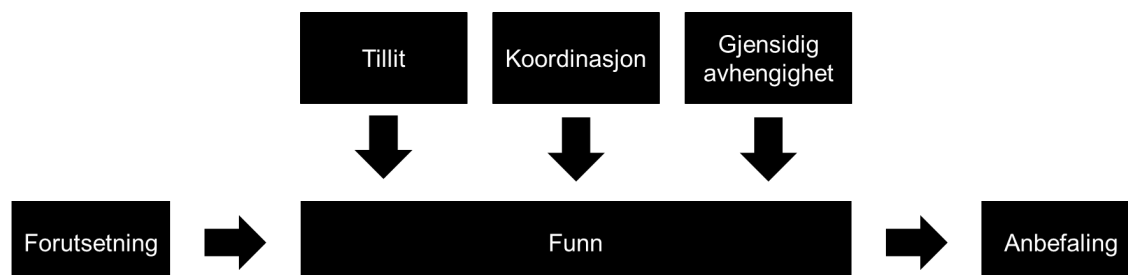 Tillit
Koordinasjon
Gjensidig
avhengighet
Forutsetning
Funn
Anbefaling